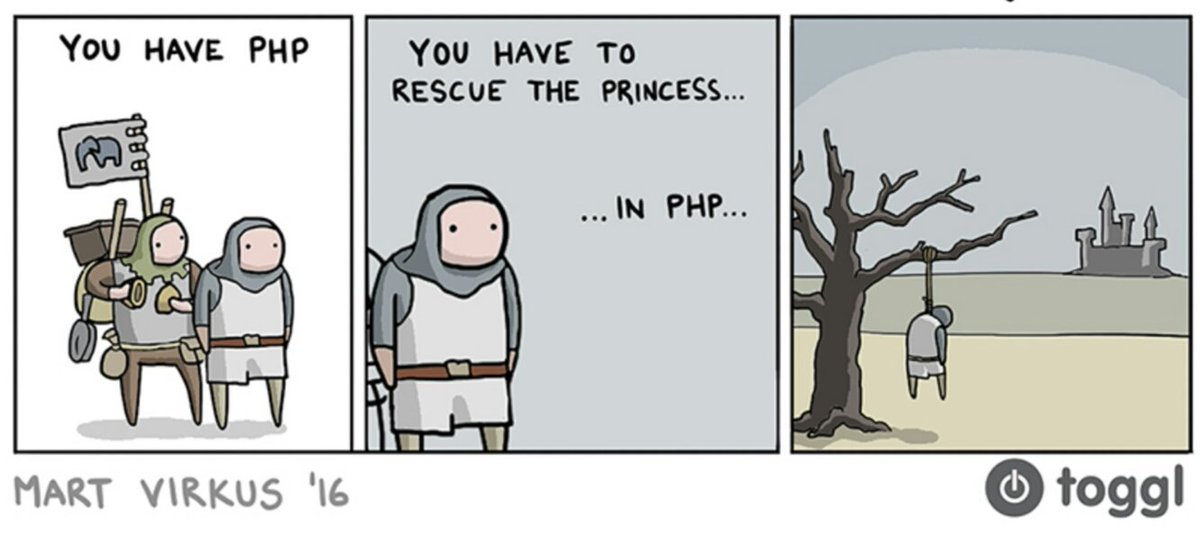 YOU HAVE PHP
YOU HAVE TO
RESCUE THE PRINCESS...
... IN PHP...
MART VIRKUS '16
toggl